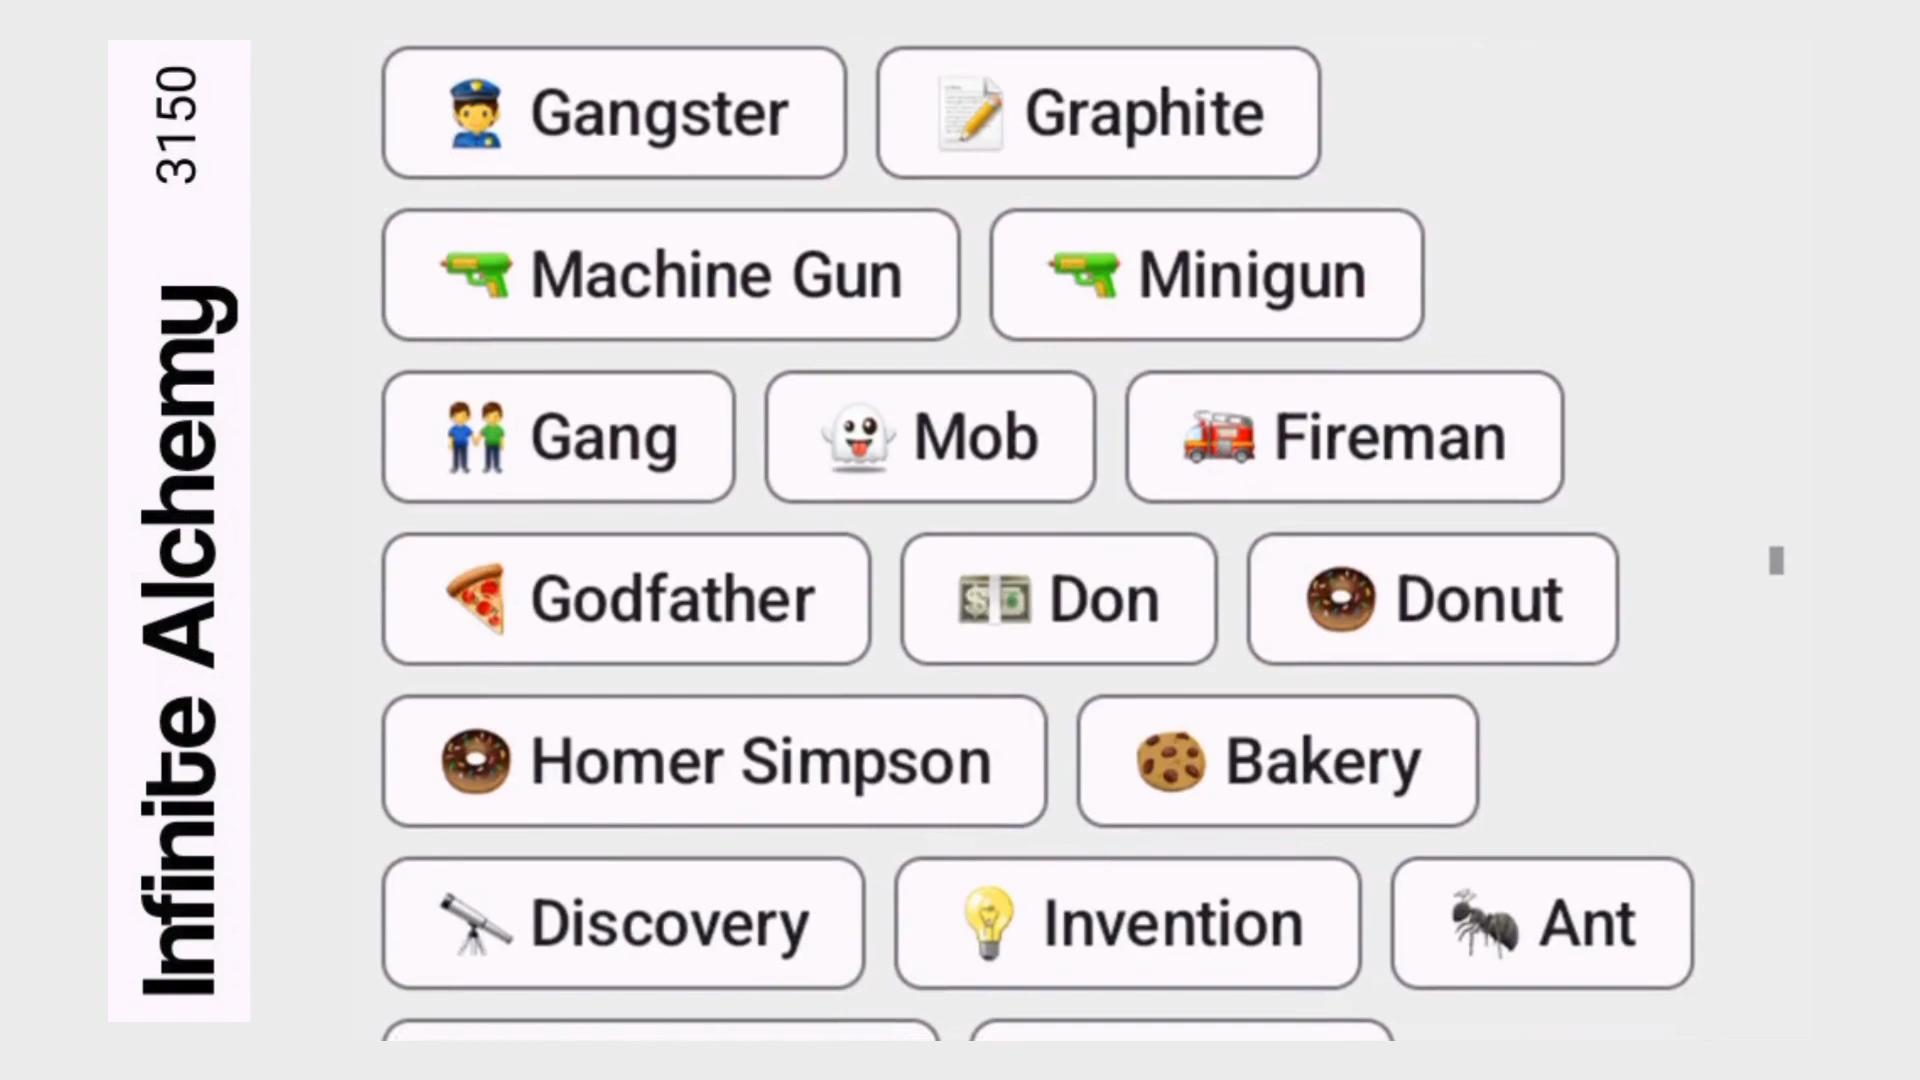 Infinite Alchemy 3150
Gangster Graphite
Machine Gun Minigun
Gang Mob Fireman
Godfather Don Donut
Homer Simpson Bakery
Discovery Invention Ant